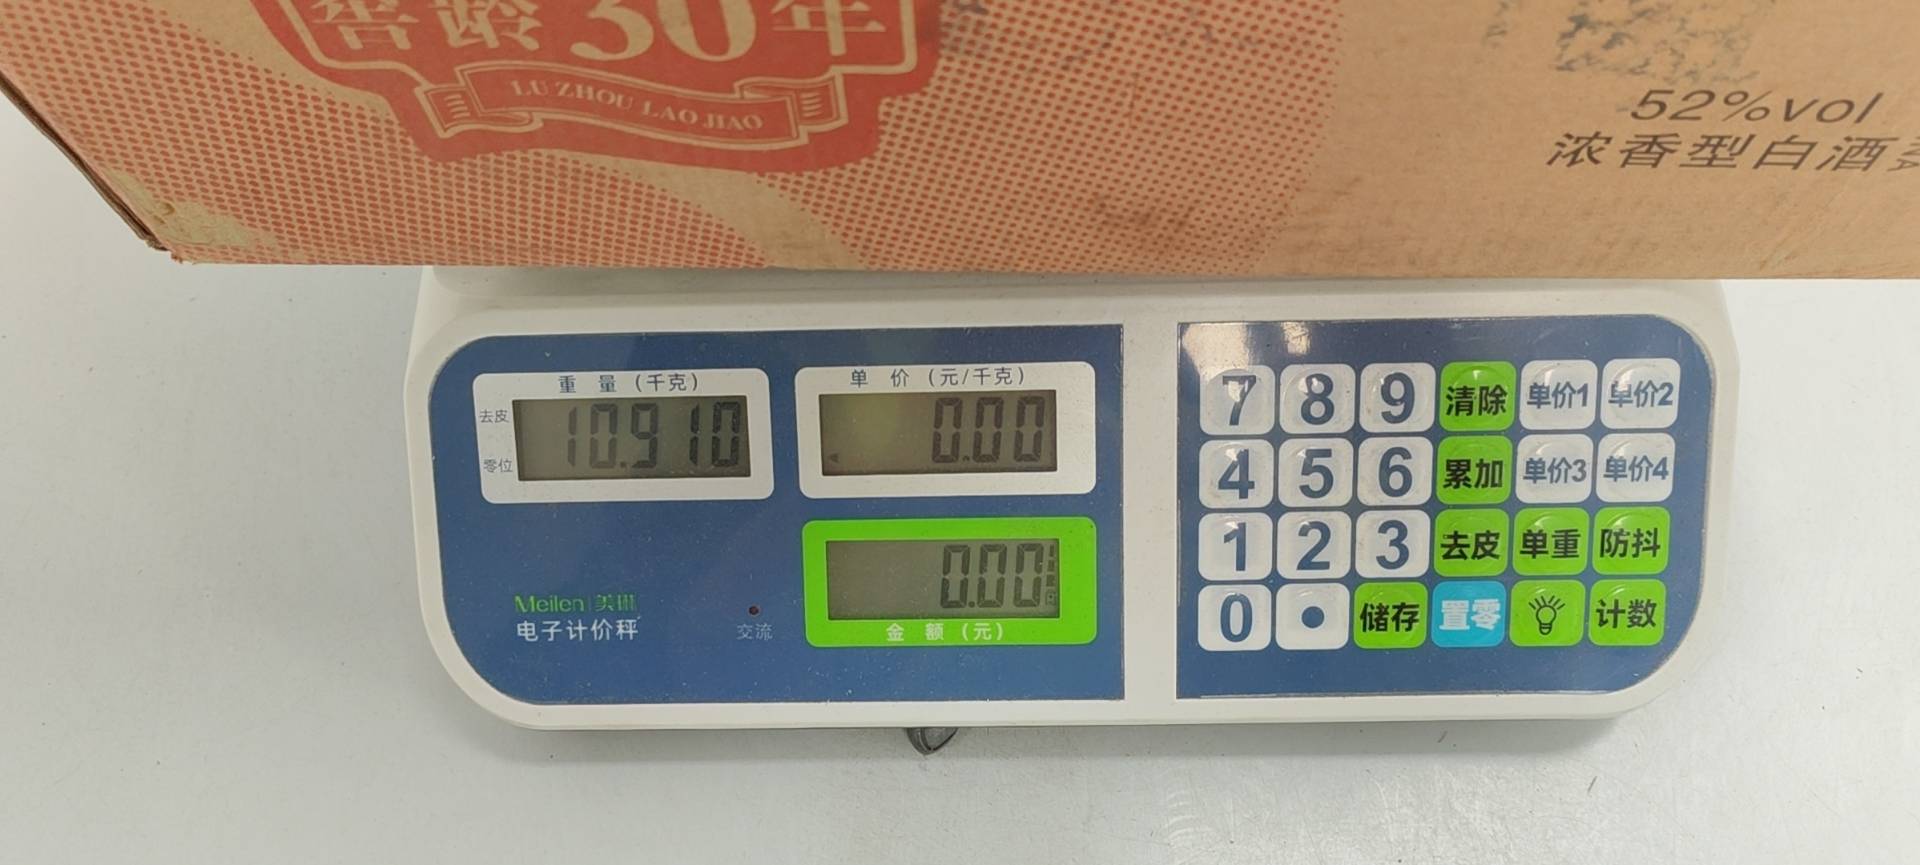 窖龄30年
LU ZHOU LAO JIAO
52%vol
浓香型白酒
重量(千克)
去皮
零位
10.910
单价(元/千克)
0.00
0.00
金额(元)
Meilen 美琳
电子计价秤
交流
7 8 9 清除 单价1 单价2
4 5 6 累加 单价3 单价4
1 2 3 去皮 单重 防抖
0 • 储存 置零 计数